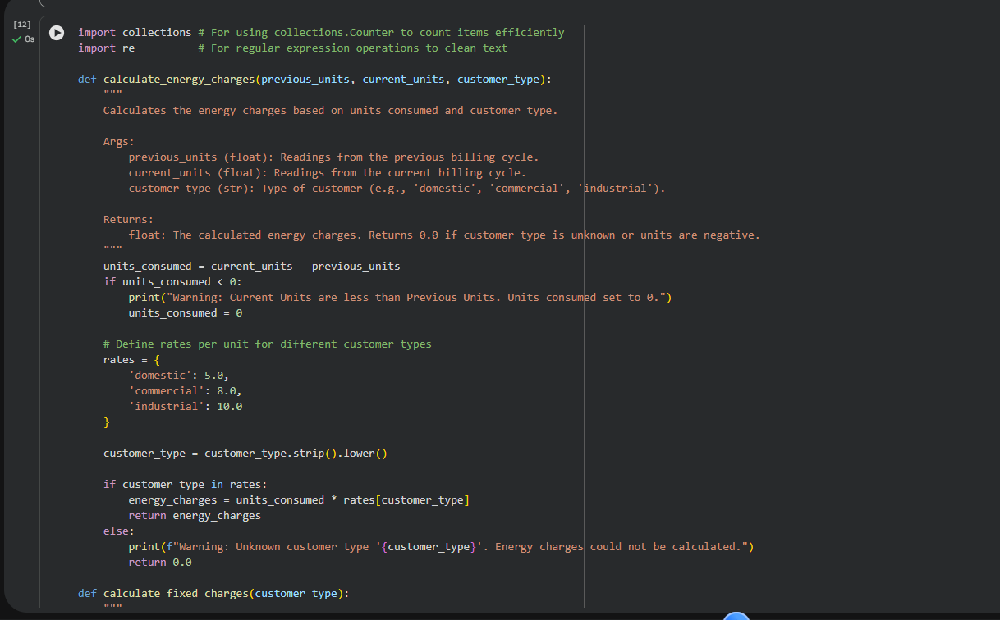 [12]
0s
import collections # For using collections.Counter to count items efficiently
import re          # For regular expression operations to clean text

def calculate_energy_charges(previous_units, current_units, customer_type):
    """
    Calculates the energy charges based on units consumed and customer type.

    Args:
        previous_units (float): Readings from the previous billing cycle.
        current_units (float): Readings from the current billing cycle.
        customer_type (str): Type of customer (e.g., 'domestic', 'commercial', 'industrial').

    Returns:
        float: The calculated energy charges. Returns 0.0 if customer type is unknown or units are negative.
    """
    units_consumed = current_units - previous_units
    if units_consumed < 0:
        print("Warning: Current Units are less than Previous Units. Units consumed set to 0.")
        units_consumed = 0

    # Define rates per unit for different customer types
    rates = {
        'domestic': 5.0,
        'commercial': 8.0,
        'industrial': 10.0
    }

    customer_type = customer_type.strip().lower()

    if customer_type in rates:
        energy_charges = units_consumed * rates[customer_type]
        return energy_charges
    else:
        print(f"Warning: Unknown customer type '{customer_type}'. Energy charges could not be calculated.")
        return 0.0

def calculate_fixed_charges(customer_type):
    """